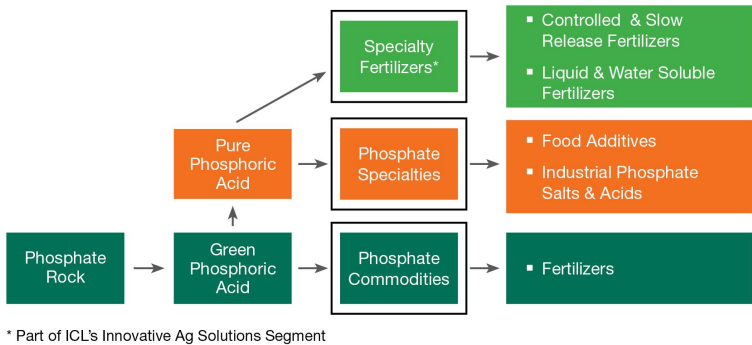 Specialty
Fertilizers*
▪ Controlled & Slow
Release Fertilizers
▪ Liquid & Water Soluble
Fertilizers
Pure
Phosphoric
Acid
Phosphate
Specialties
▪ Food Additives
▪ Industrial Phosphate
Salts & Acids
Phosphate
Rock
Green
Phosphoric
Acid
Phosphate
Commodities
▪ Fertilizers
* Part of ICL's Innovative Ag Solutions Segment